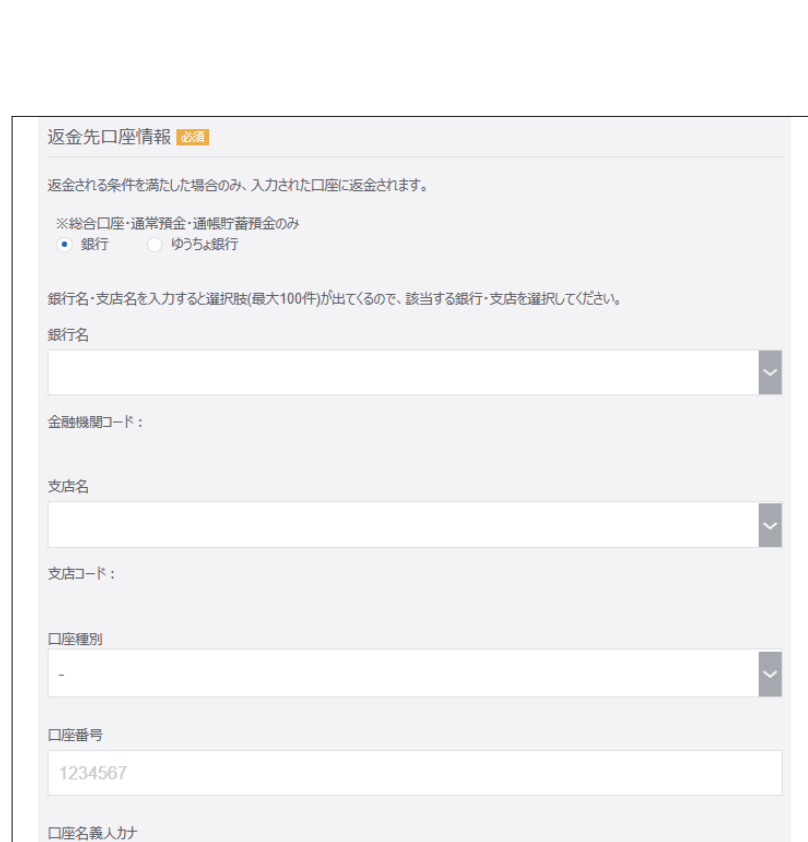 返金先口座情報 必須
返金される条件を満たした場合のみ、入力された口座に返金されます。
※総合口座・通常預金・通帳貯蓄預金のみ
銀行 ゆうちょ銀行
銀行名・支店名を入力すると選択肢(最大100件)が出てくるので、該当する銀行・支店を選択してください。
銀行名
金融機関コード：
支店名
支店コード：
口座種別
-
口座番号
1234567
口座名義人カナ